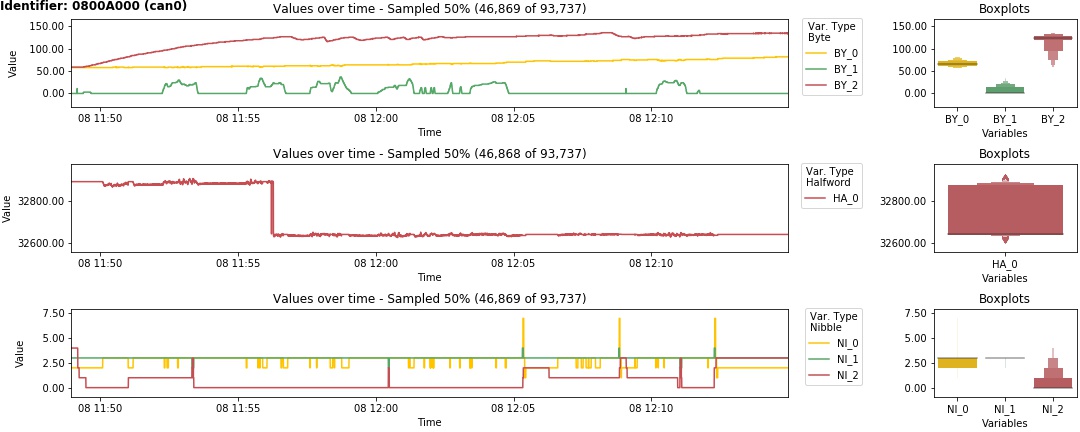 Identifier: 0800A000 (can0)
Values over time - Sampled 50% (46,869 of 93,737)
Boxplots
Value
150.00
100.00
50.00
0.00
08 11:50
08 11:55
08 12:00
08 12:05
08 12:10
Time
Var. Type
Byte
BY_0
BY_1
BY_2
150.00
100.00
50.00
0.00
BY_0
BY_1
BY_2
Variables
Values over time - Sampled 50% (46,868 of 93,737)
Boxplots
Value
32800.00
32600.00
08 11:50
08 11:55
08 12:00
08 12:05
08 12:10
Time
Var. Type
Halfword
HA_0
32800.00
32600.00
HA_0
Variables
Values over time - Sampled 50% (46,869 of 93,737)
Boxplots
Value
7.50
5.00
2.50
0.00
08 11:50
08 11:55
08 12:00
08 12:05
08 12:10
Time
Var. Type
Nibble
NI_0
NI_1
NI_2
7.50
5.00
2.50
0.00
NI_0
NI_1
NI_2
Variables